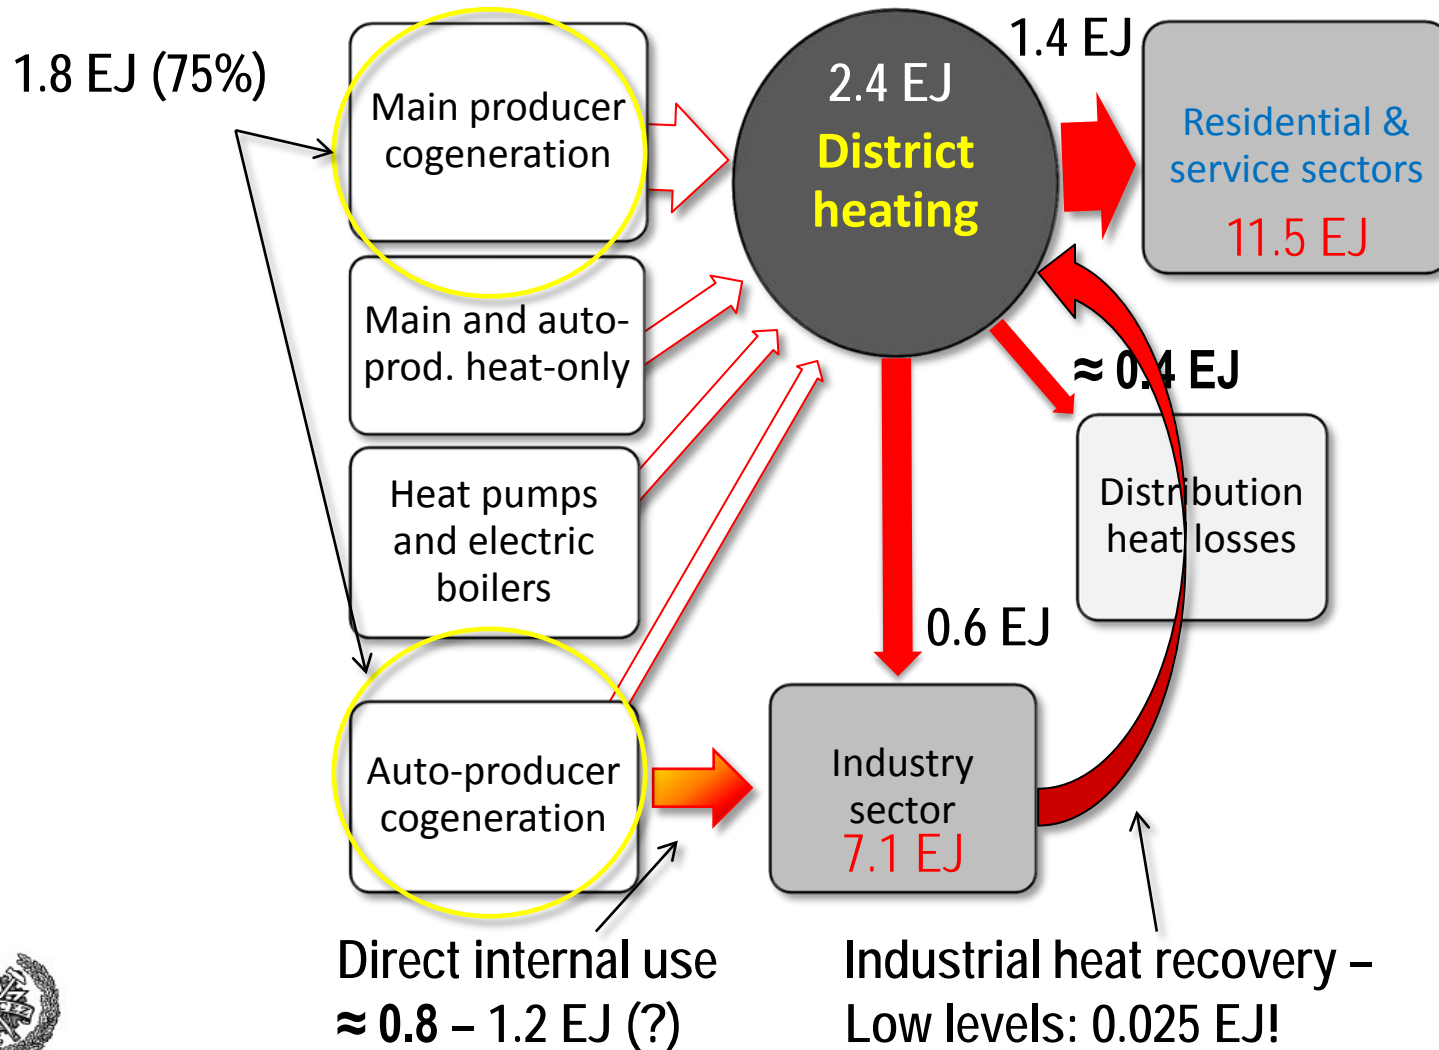 1.8 EJ (75%)
Main producer
cogeneration
Main and auto-
prod. heat-only
Heat pumps
and electric
boilers
Auto-producer
cogeneration
2.4 EJ
District
heating
1.4 EJ
Residential &
service sectors
11.5 EJ
≈ 0.4 EJ
Distribution
heat losses
0.6 EJ
Industry
sector
7.1 EJ
Direct internal use
≈ 0.8 – 1.2 EJ (?)
Industrial heat recovery –
Low levels: 0.025 EJ!